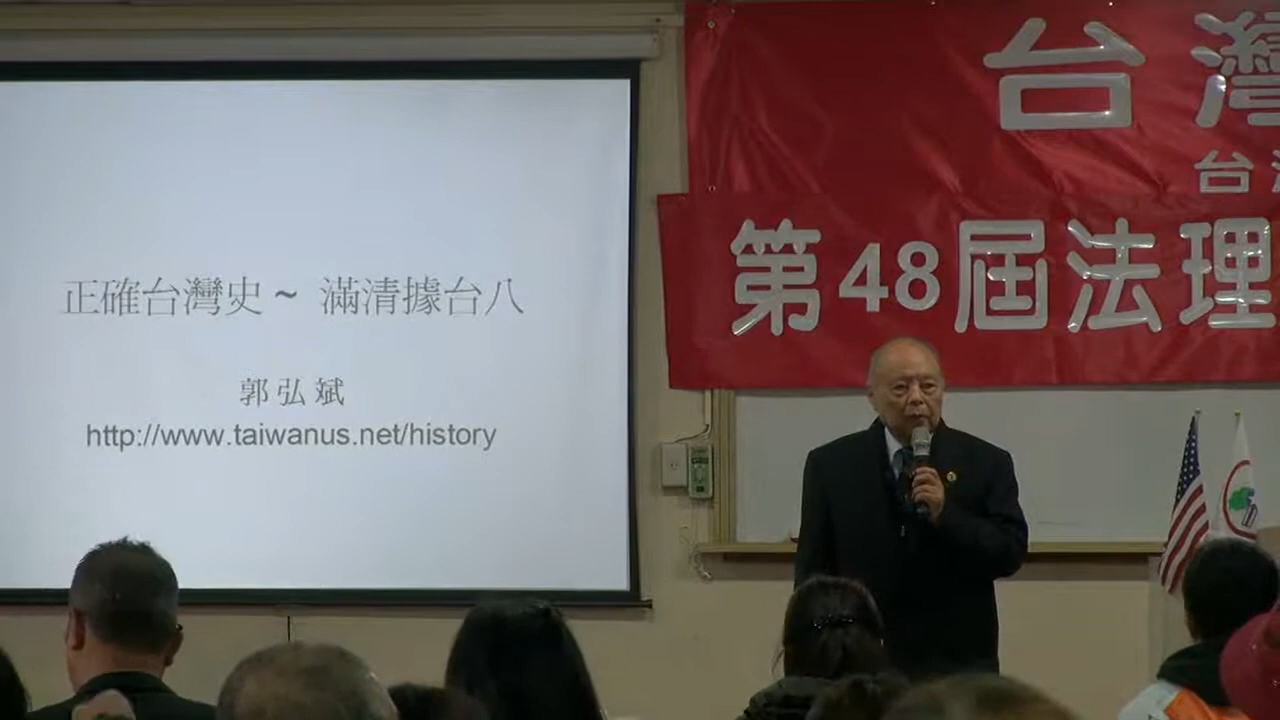 正確台灣史~ 滿清據台八
郭弘斌
http://www.taiwanus.net/history
台灣
台
第48屆法理